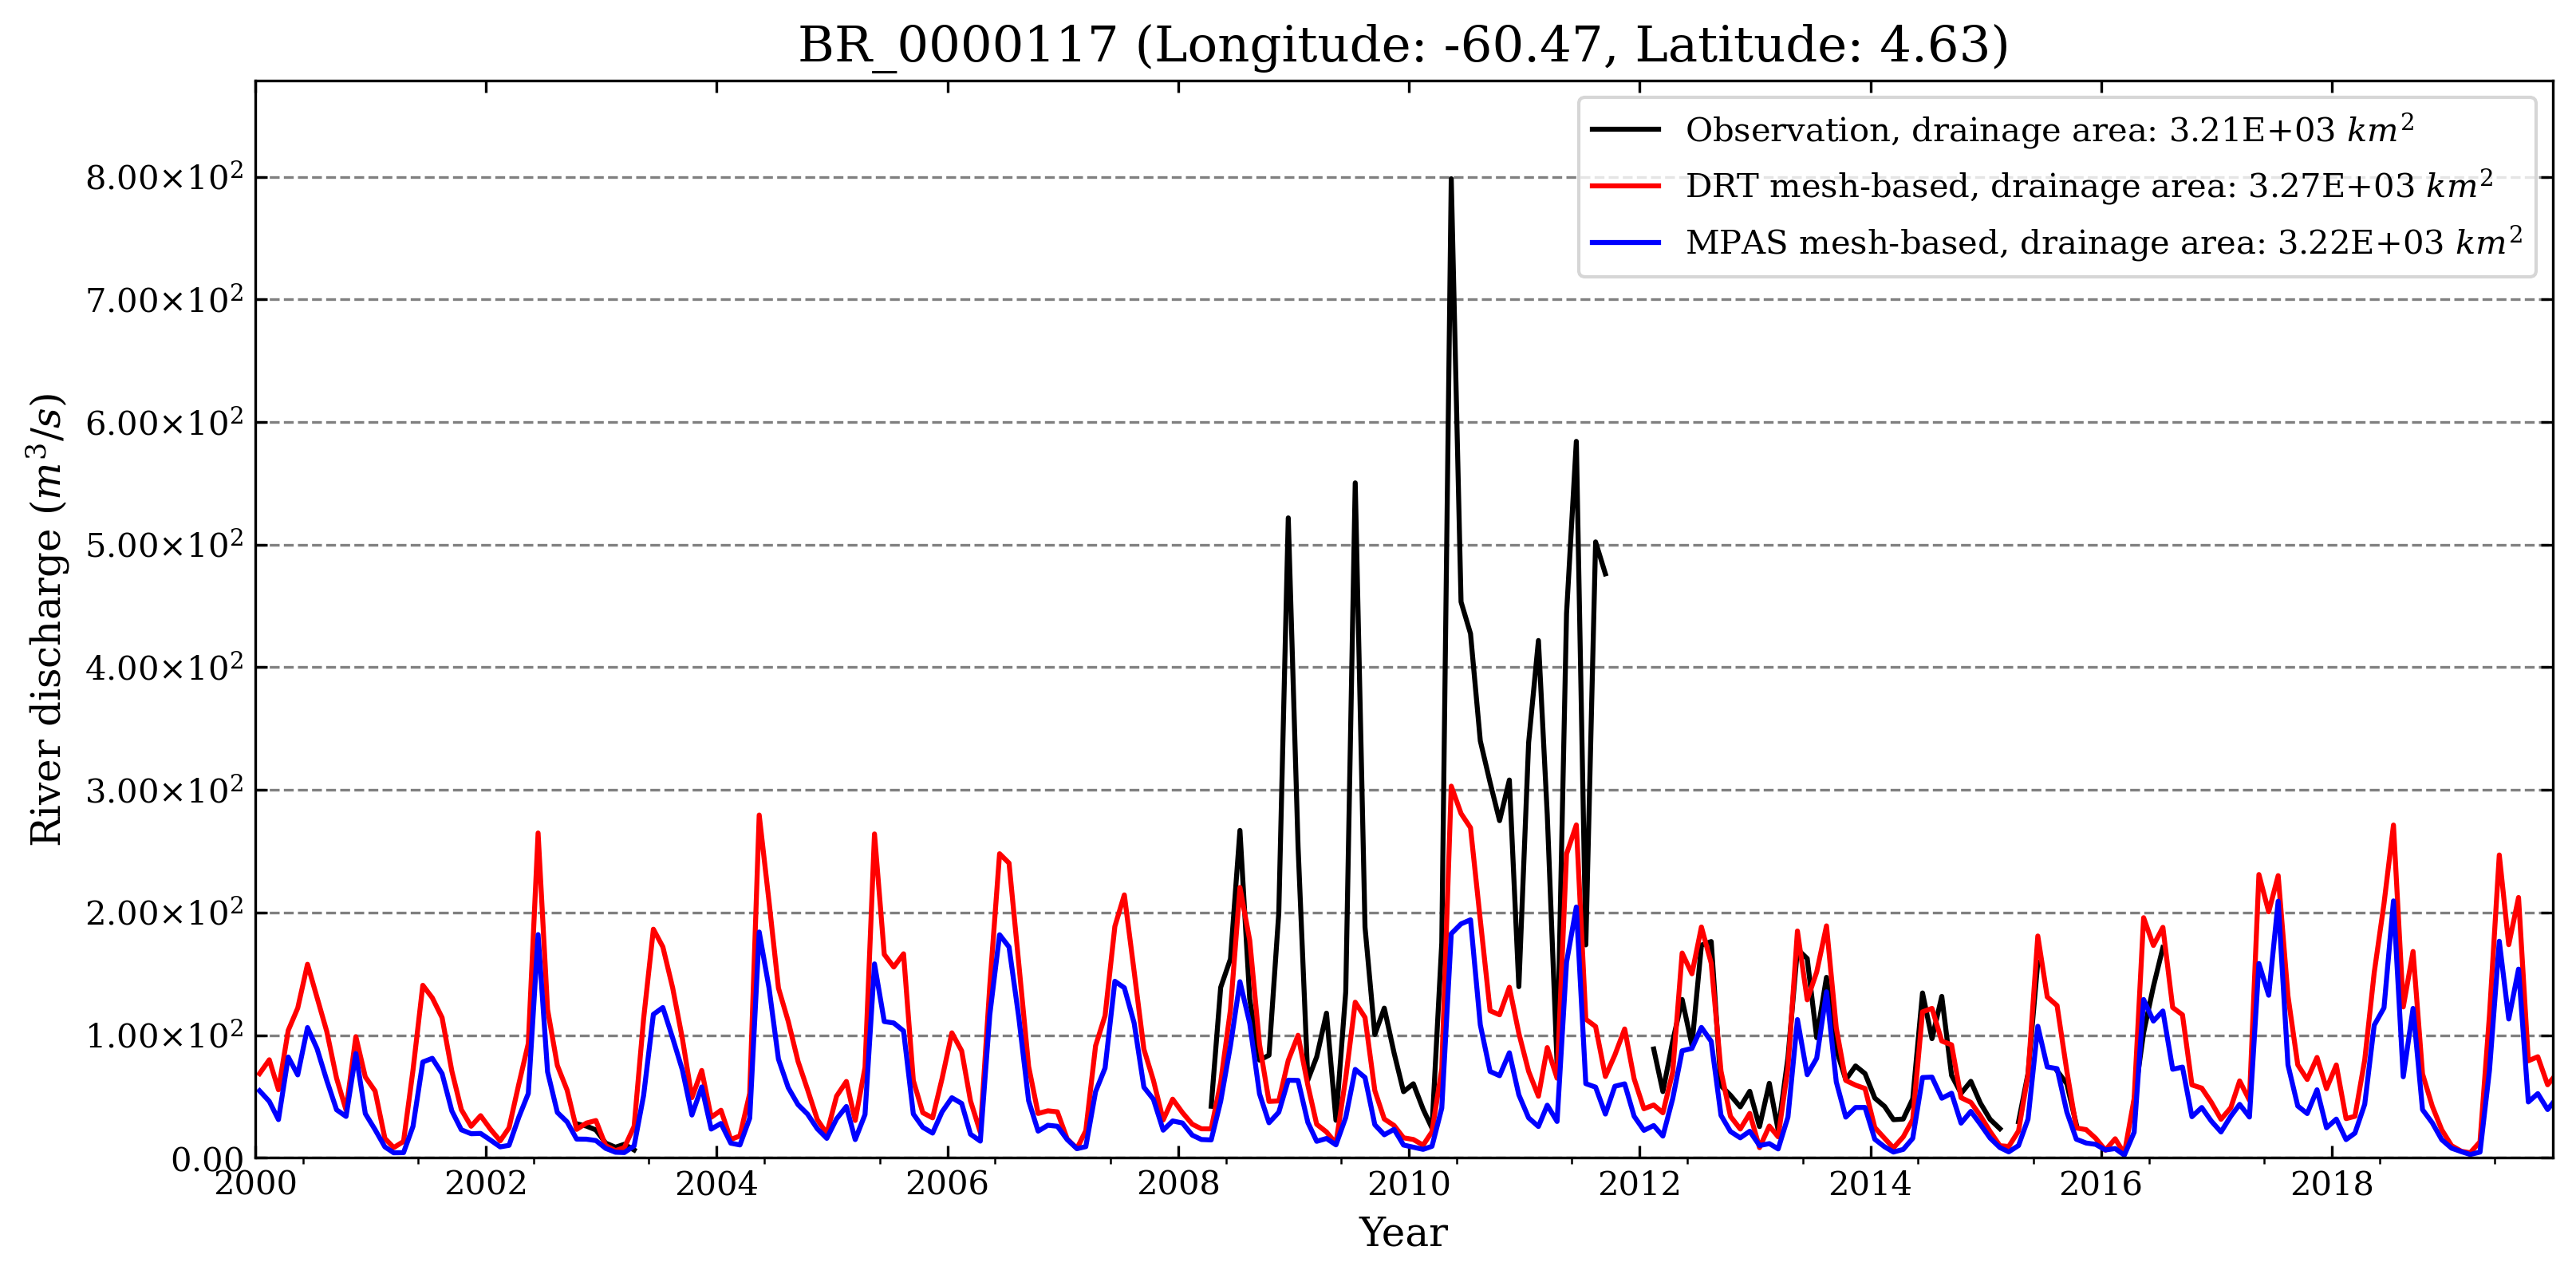 BR_0000117 (Longitude: -60.47, Latitude: 4.63)
Observation, drainage area: 3.21E+03 km²
DRT mesh-based, drainage area: 3.27E+03 km²
MPAS mesh-based, drainage area: 3.22E+03 km²
River discharge (m³/s)
8.00×10²
7.00×10²
6.00×10²
5.00×10²
4.00×10²
3.00×10²
2.00×10²
1.00×10²
0.00
2000 2002 2004 2006 2008 2010 2012 2014 2016 2018
Year